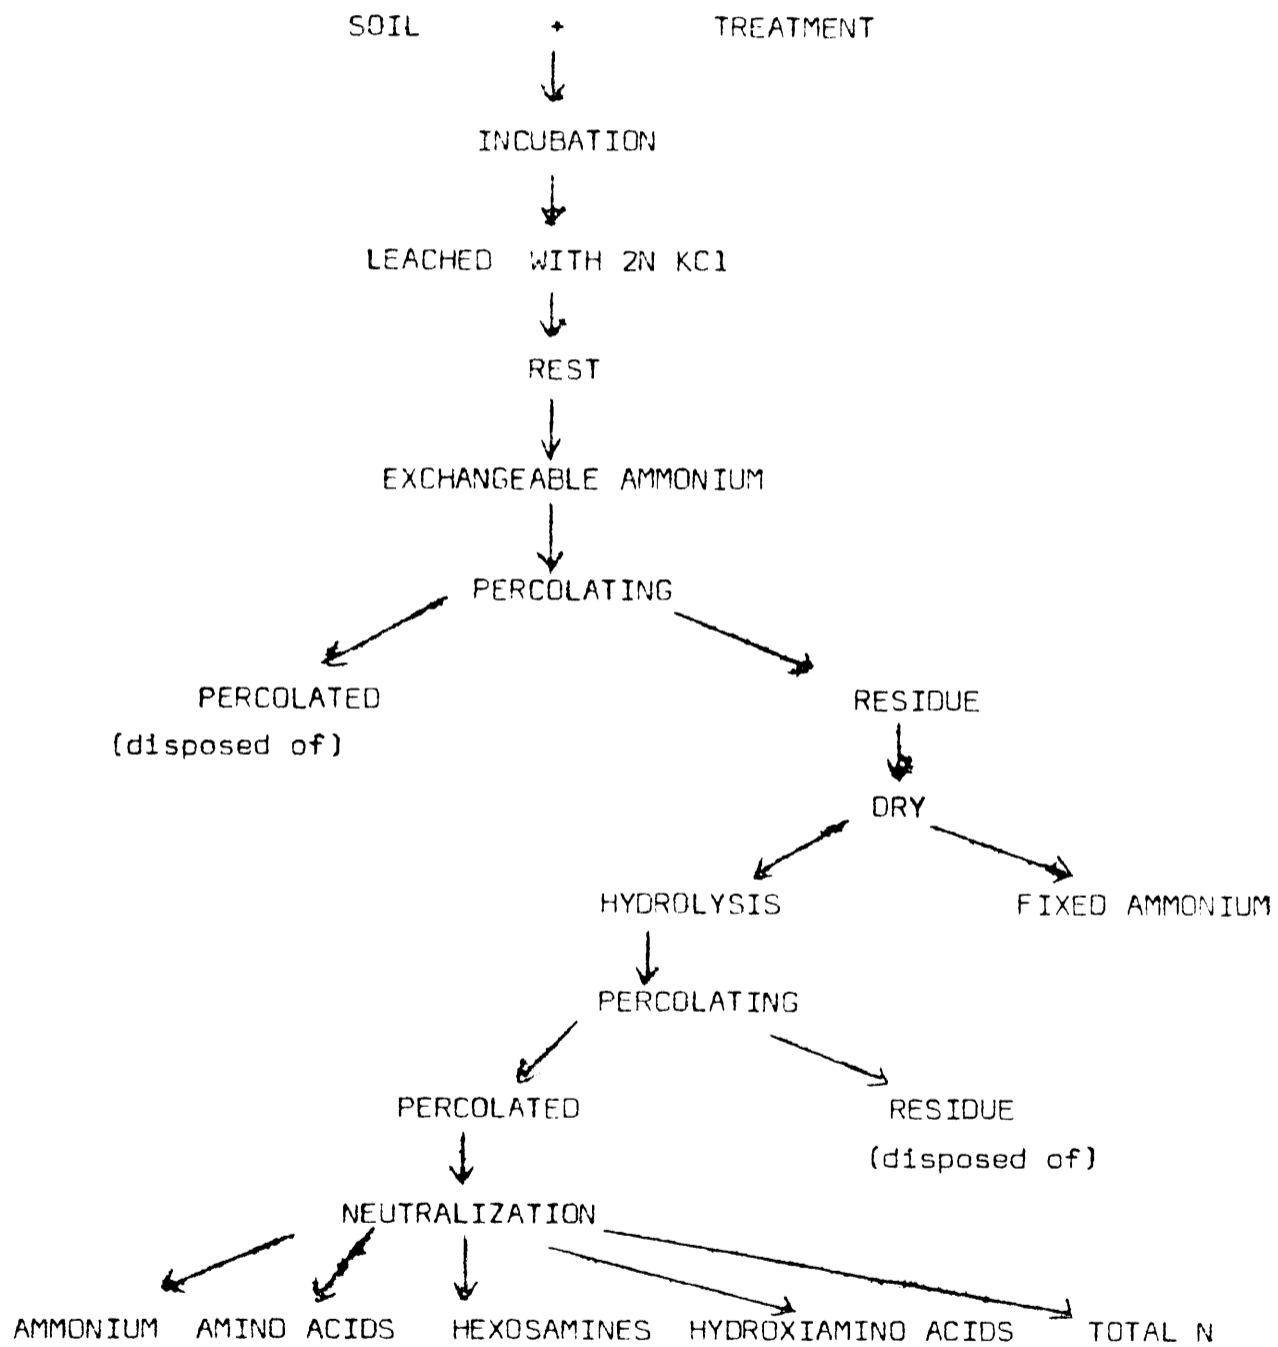 SOIL + TREATMENT
INCUBATION
LEACHED WITH 2N KCl
REST
EXCHANGEABLE AMMONIUM
PERCOLATING
PERCOLATED RESIDUE
(disposed of)
DRY
HYDROLYSIS FIXED AMMONIUM
PERCOLATING
PERCOLATED RESIDUE
(disposed of)
NEUTRALIZATION
AMMONIUM AMINO ACIDS HEXOSAMINES HYDROXIAMINO ACIDS TOTAL N